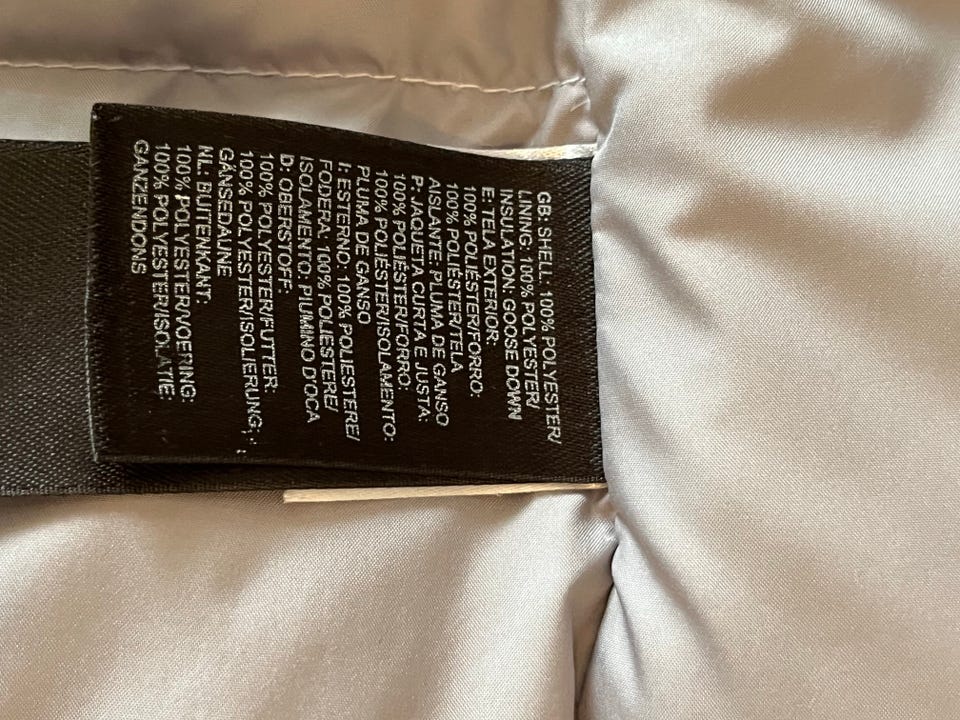 GB: SHELL: 100% POLYESTER/
LINING: 100% POLYESTER/
INSULATION: GOOSE DOWN
E: TELA EXTERIOR:
100% POLIÉSTER/FORRO:
100% POLIÉSTER/TELA
AISLANTE: PLUMA DE GANSO
P: JAQUETA CURTA E JUSTA:
100% POLIÉSTER/FORRO:
100% POLIÉSTER/ISOLAMENTO:
PLUMA DE GANSO
I: ESTERNO: 100% POLIESTERE/
FODERA: 100% POLIESTERE/
ISOLAMENTO: PIUMINO D'OCA
D: OBERSTOFF:
100% POLYESTER/FUTTER:
100% POLYESTER/ISOLIERUNG:
GÄNSEDAUNE
NL: BUITENKANT:
100% POLYESTER/VOERING:
100% POLYESTER/ISOLATIE:
GANZENDONS